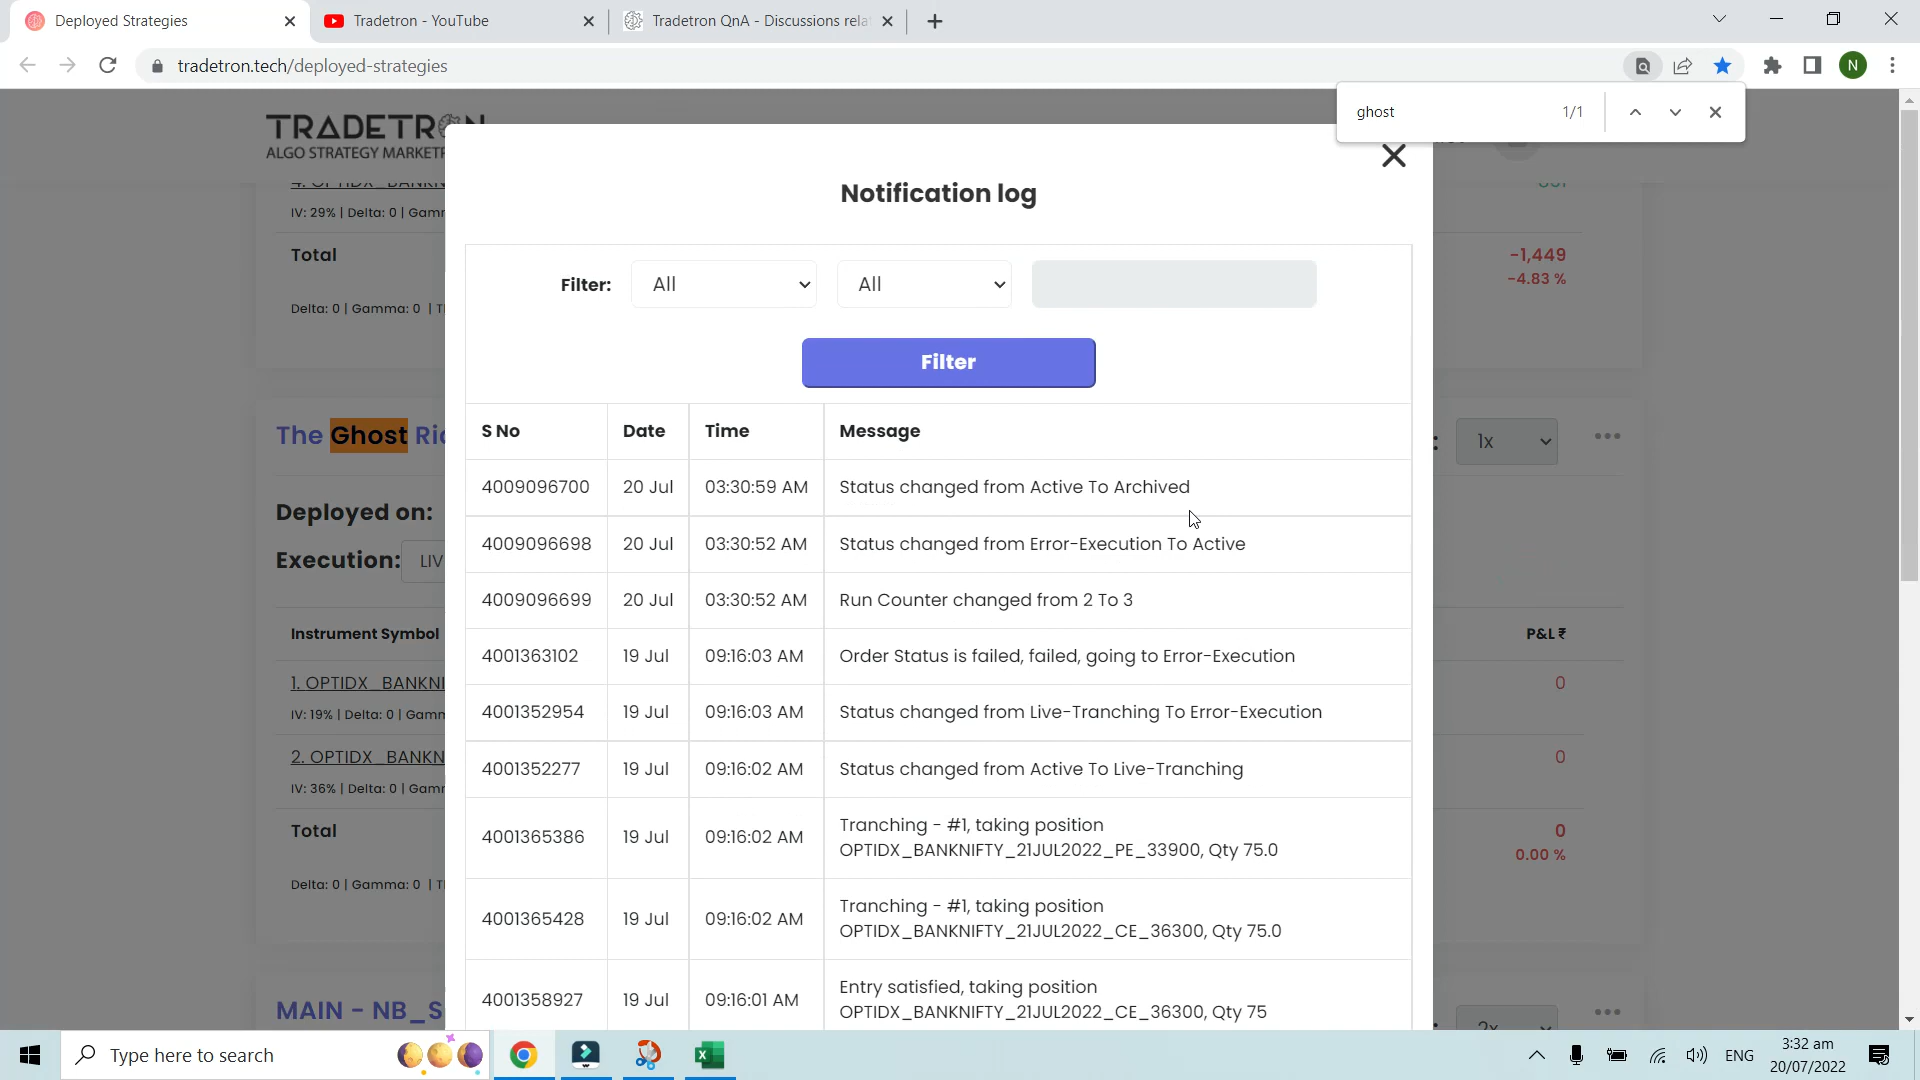 Deployed Strategies
Tradetron - YouTube
Tradetron QnA - Discussions rela
tradetron.tech/deployed-strategies
N
ghost 1/1
TRADETRON
ALGO STRATEGY MARKET
IV: 29% | Delta: 0 | Gamm
Total
-1,449
-4.83 %
Delta: 0 | Gamma: 0 | T
Notification log
Filter: All All
Filter
S No Date Time Message
4009096700 20 Jul 03:30:59 AM Status changed from Active To Archived
4009096698 20 Jul 03:30:52 AM Status changed from Error-Execution To Active
4009096699 20 Jul 03:30:52 AM Run Counter changed from 2 To 3
4001363102 19 Jul 09:16:03 AM Order Status is failed, failed, going to Error-Execution
4001352954 19 Jul 09:16:03 AM Status changed from Live-Tranching To Error-Execution
4001352277 19 Jul 09:16:02 AM Status changed from Active To Live-Tranching
4001365386 19 Jul 09:16:02 AM Tranching - #1, taking position
OPTIDX_BANKNIFTY_21JUL2022_PE_33900, Qty 75.0
4001365428 19 Jul 09:16:02 AM Tranching - #1, taking position
OPTIDX_BANKNIFTY_21JUL2022_CE_36300, Qty 75.0
4001358927 19 Jul 09:16:01 AM Entry satisfied, taking position
OPTIDX_BANKNIFTY_21JUL2022_CE_36300, Qty 75
The Ghost Ri
: 1x
Deployed on:
Execution: LIV
Instrument Symbol
P&L ₹
1. OPTIDX_BANKNI
0
IV: 19% | Delta: 0 | Gamm
2. OPTIDX_BANKN
0
IV: 36% | Delta: 0 | Gamm
Total
0
0.00 %
Delta: 0 | Gamma: 0 | T
MAIN - NB_S
: 2x
Type here to search
ENG
3:32 am
20/07/2022